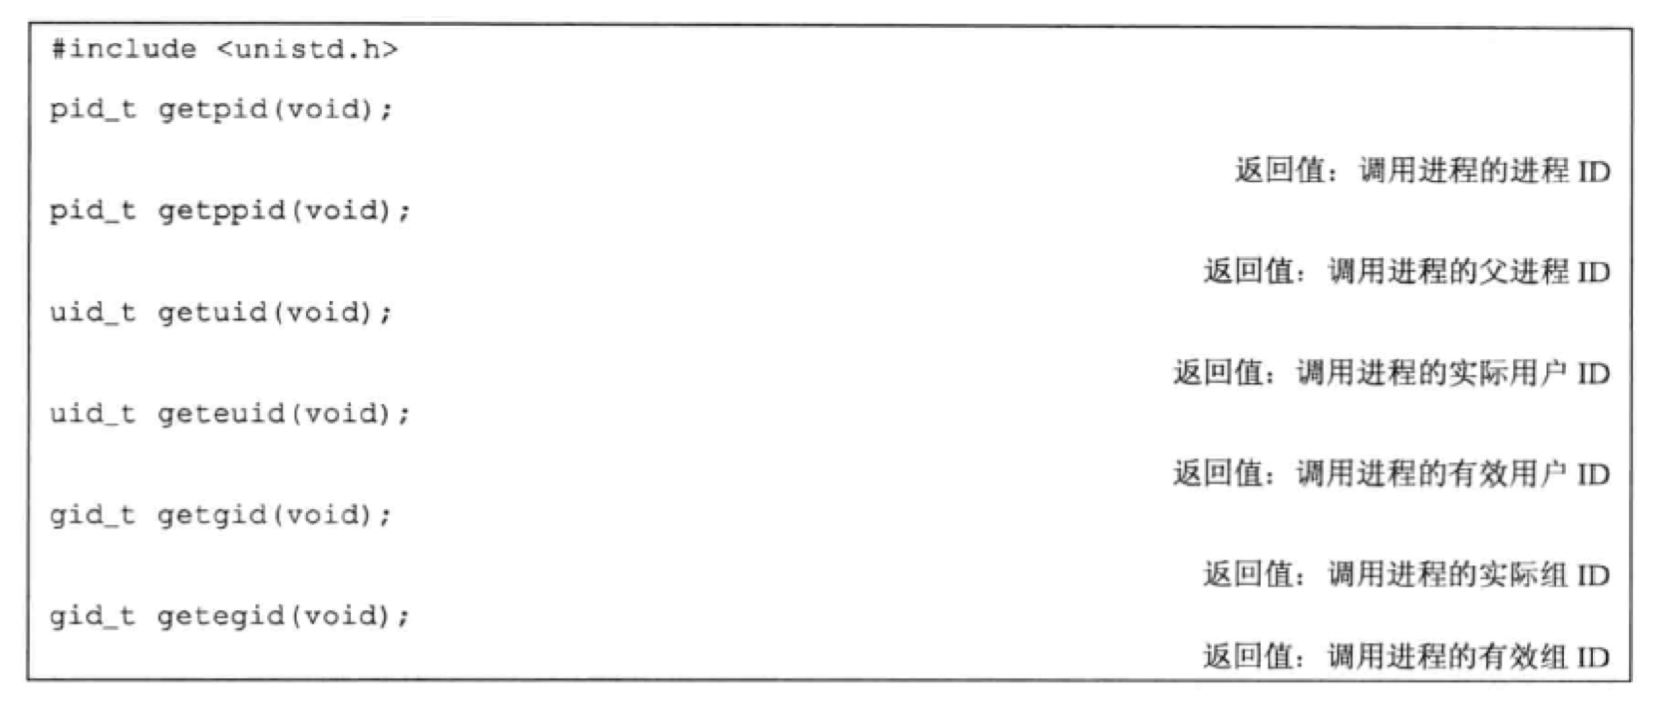 #include <unistd.h>
pid_t getpid(void);
返回值：调用进程的进程 ID
pid_t getppid(void);
返回值：调用进程的父进程 ID
uid_t getuid(void);
返回值：调用进程的实际用户 ID
uid_t geteuid(void);
返回值：调用进程的有效用户 ID
gid_t getgid(void);
返回值：调用进程的实际组 ID
gid_t getegid(void);
返回值：调用进程的有效组 ID